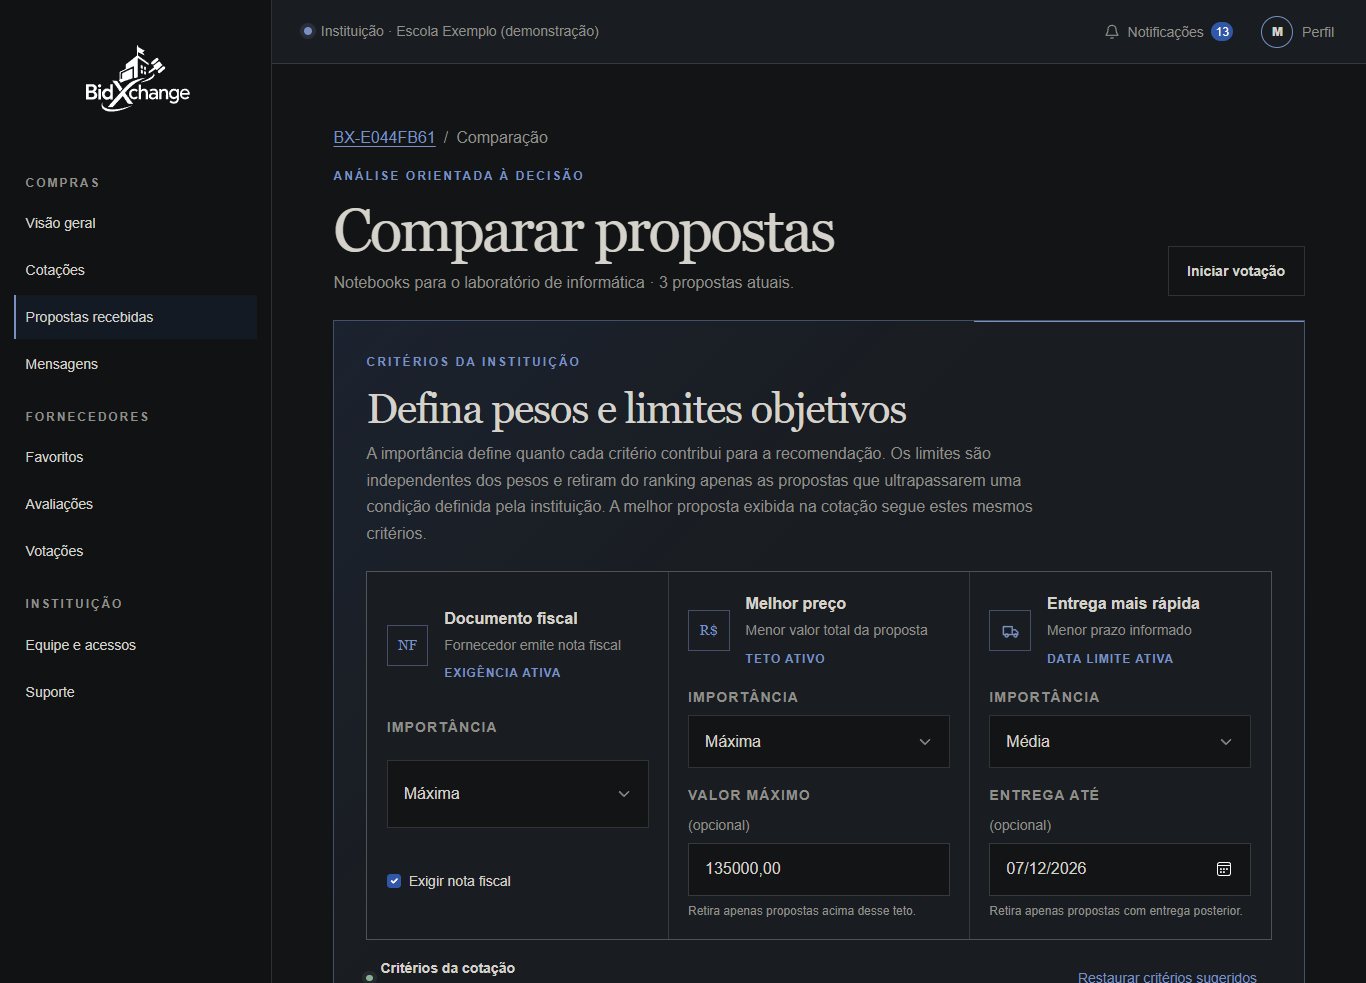 BidXchange
COMPRAS
Visão geral
Cotações
Propostas recebidas
Mensagens
FORNECEDORES
Favoritos
Avaliações
Votações
INSTITUIÇÃO
Equipe e acessos
Suporte
Instituição · Escola Exemplo (demonstração)
Notificações 13
M Perfil
BX-E044FB61 / Comparação
ANÁLISE ORIENTADA À DECISÃO
Comparar propostas
Notebooks para o laboratório de informática · 3 propostas atuais.
Iniciar votação
CRITÉRIOS DA INSTITUIÇÃO
Defina pesos e limites objetivos
A importância define quanto cada critério contribui para a recomendação. Os limites são
independentes dos pesos e retiram do ranking apenas as propostas que ultrapassarem uma
condição definida pela instituição. A melhor proposta exibida na cotação segue estes mesmos
critérios.
NF
Documento fiscal
Fornecedor emite nota fiscal
EXIGÊNCIA ATIVA
IMPORTÂNCIA
Máxima
Exigir nota fiscal
R$
Melhor preço
Menor valor total da proposta
TETO ATIVO
IMPORTÂNCIA
Máxima
VALOR MÁXIMO
(opcional)
135000,00
Retira apenas propostas acima desse teto.
Entrega mais rápida
Menor prazo informado
DATA LIMITE ATIVA
IMPORTÂNCIA
Média
ENTREGA ATÉ
(opcional)
07/12/2026
Retira apenas propostas com entrega posterior.
Critérios da cotação
Restaurar critérios sugeridos